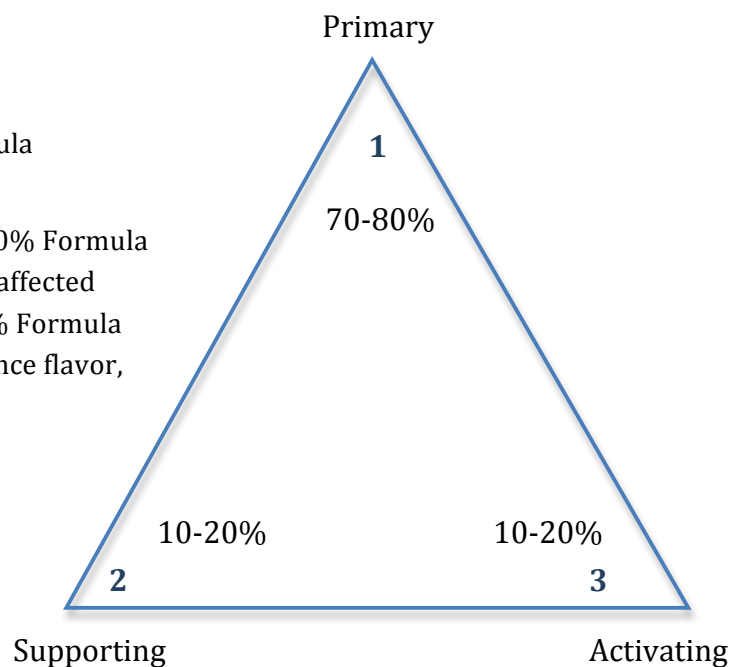 Primary
ula
1
70-80%
0% Formula
affected
% Formula
nce flavor,
10-20%
10-20%
2
3
Supporting
Activating